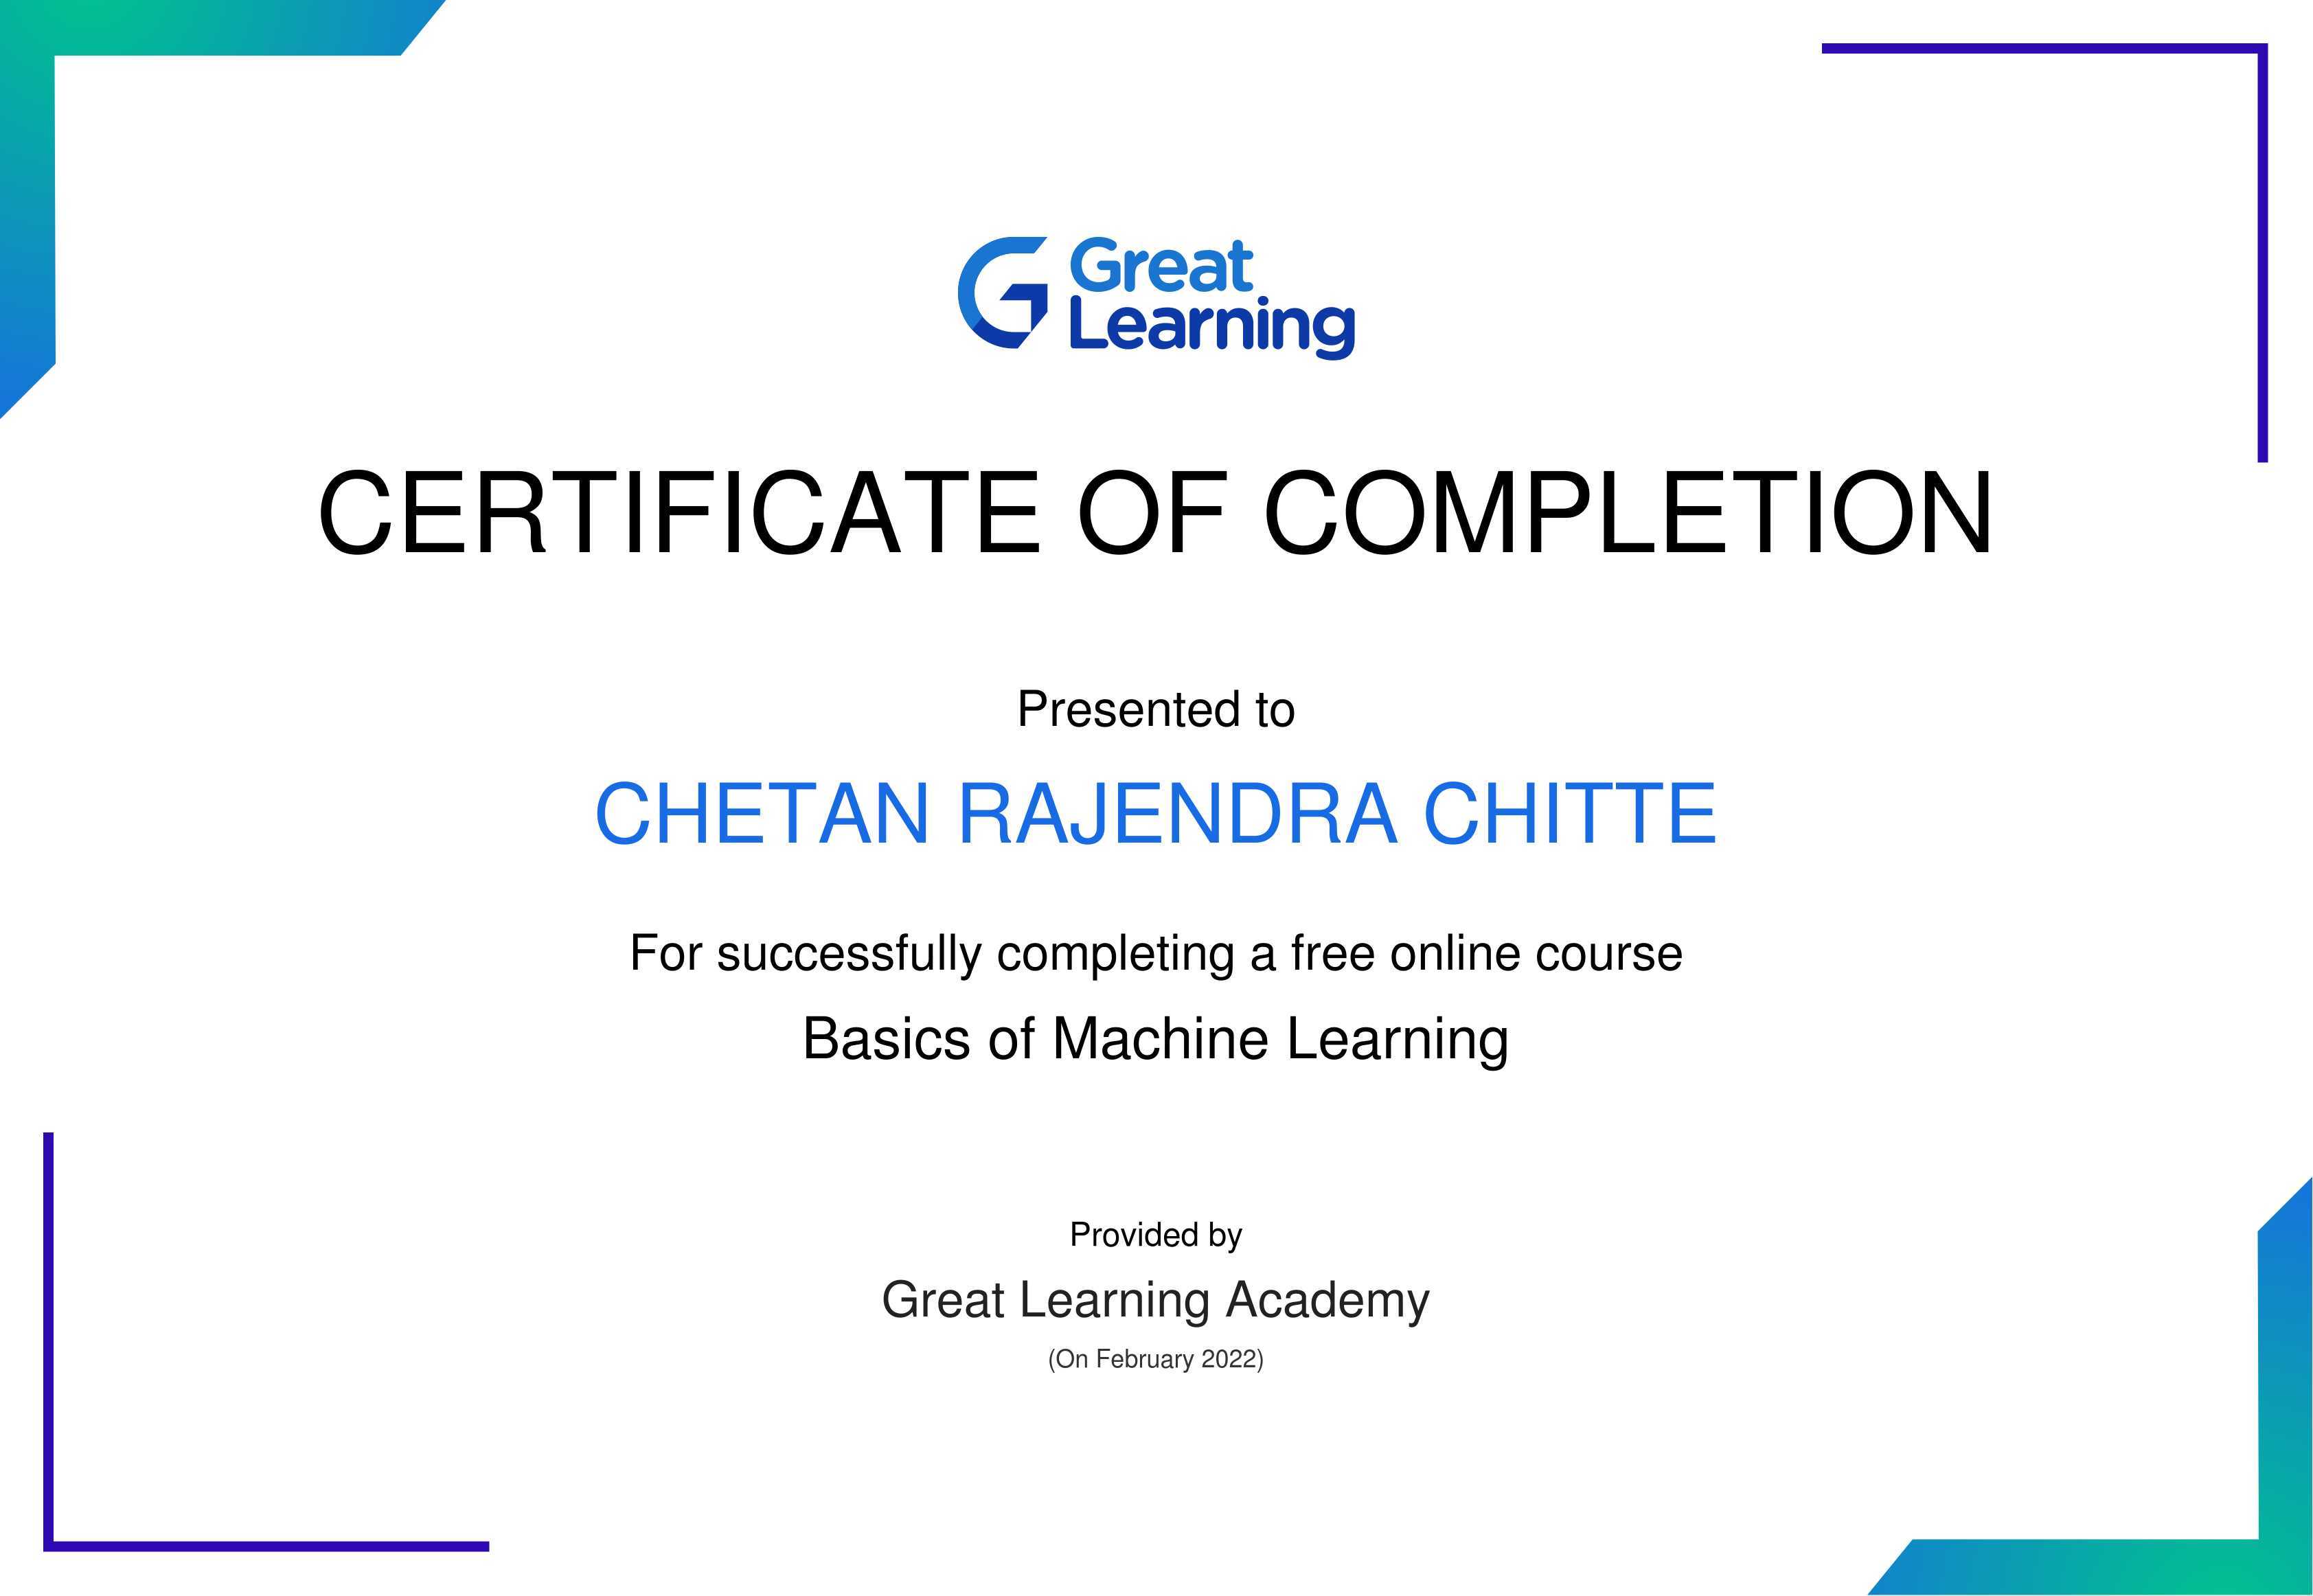 Great
Learning
CERTIFICATE OF COMPLETION
Presented to
CHETAN RAJENDRA CHITTE
For successfully completing a free online course
Basics of Machine Learning
Provided by
Great Learning Academy
(On February 2022)